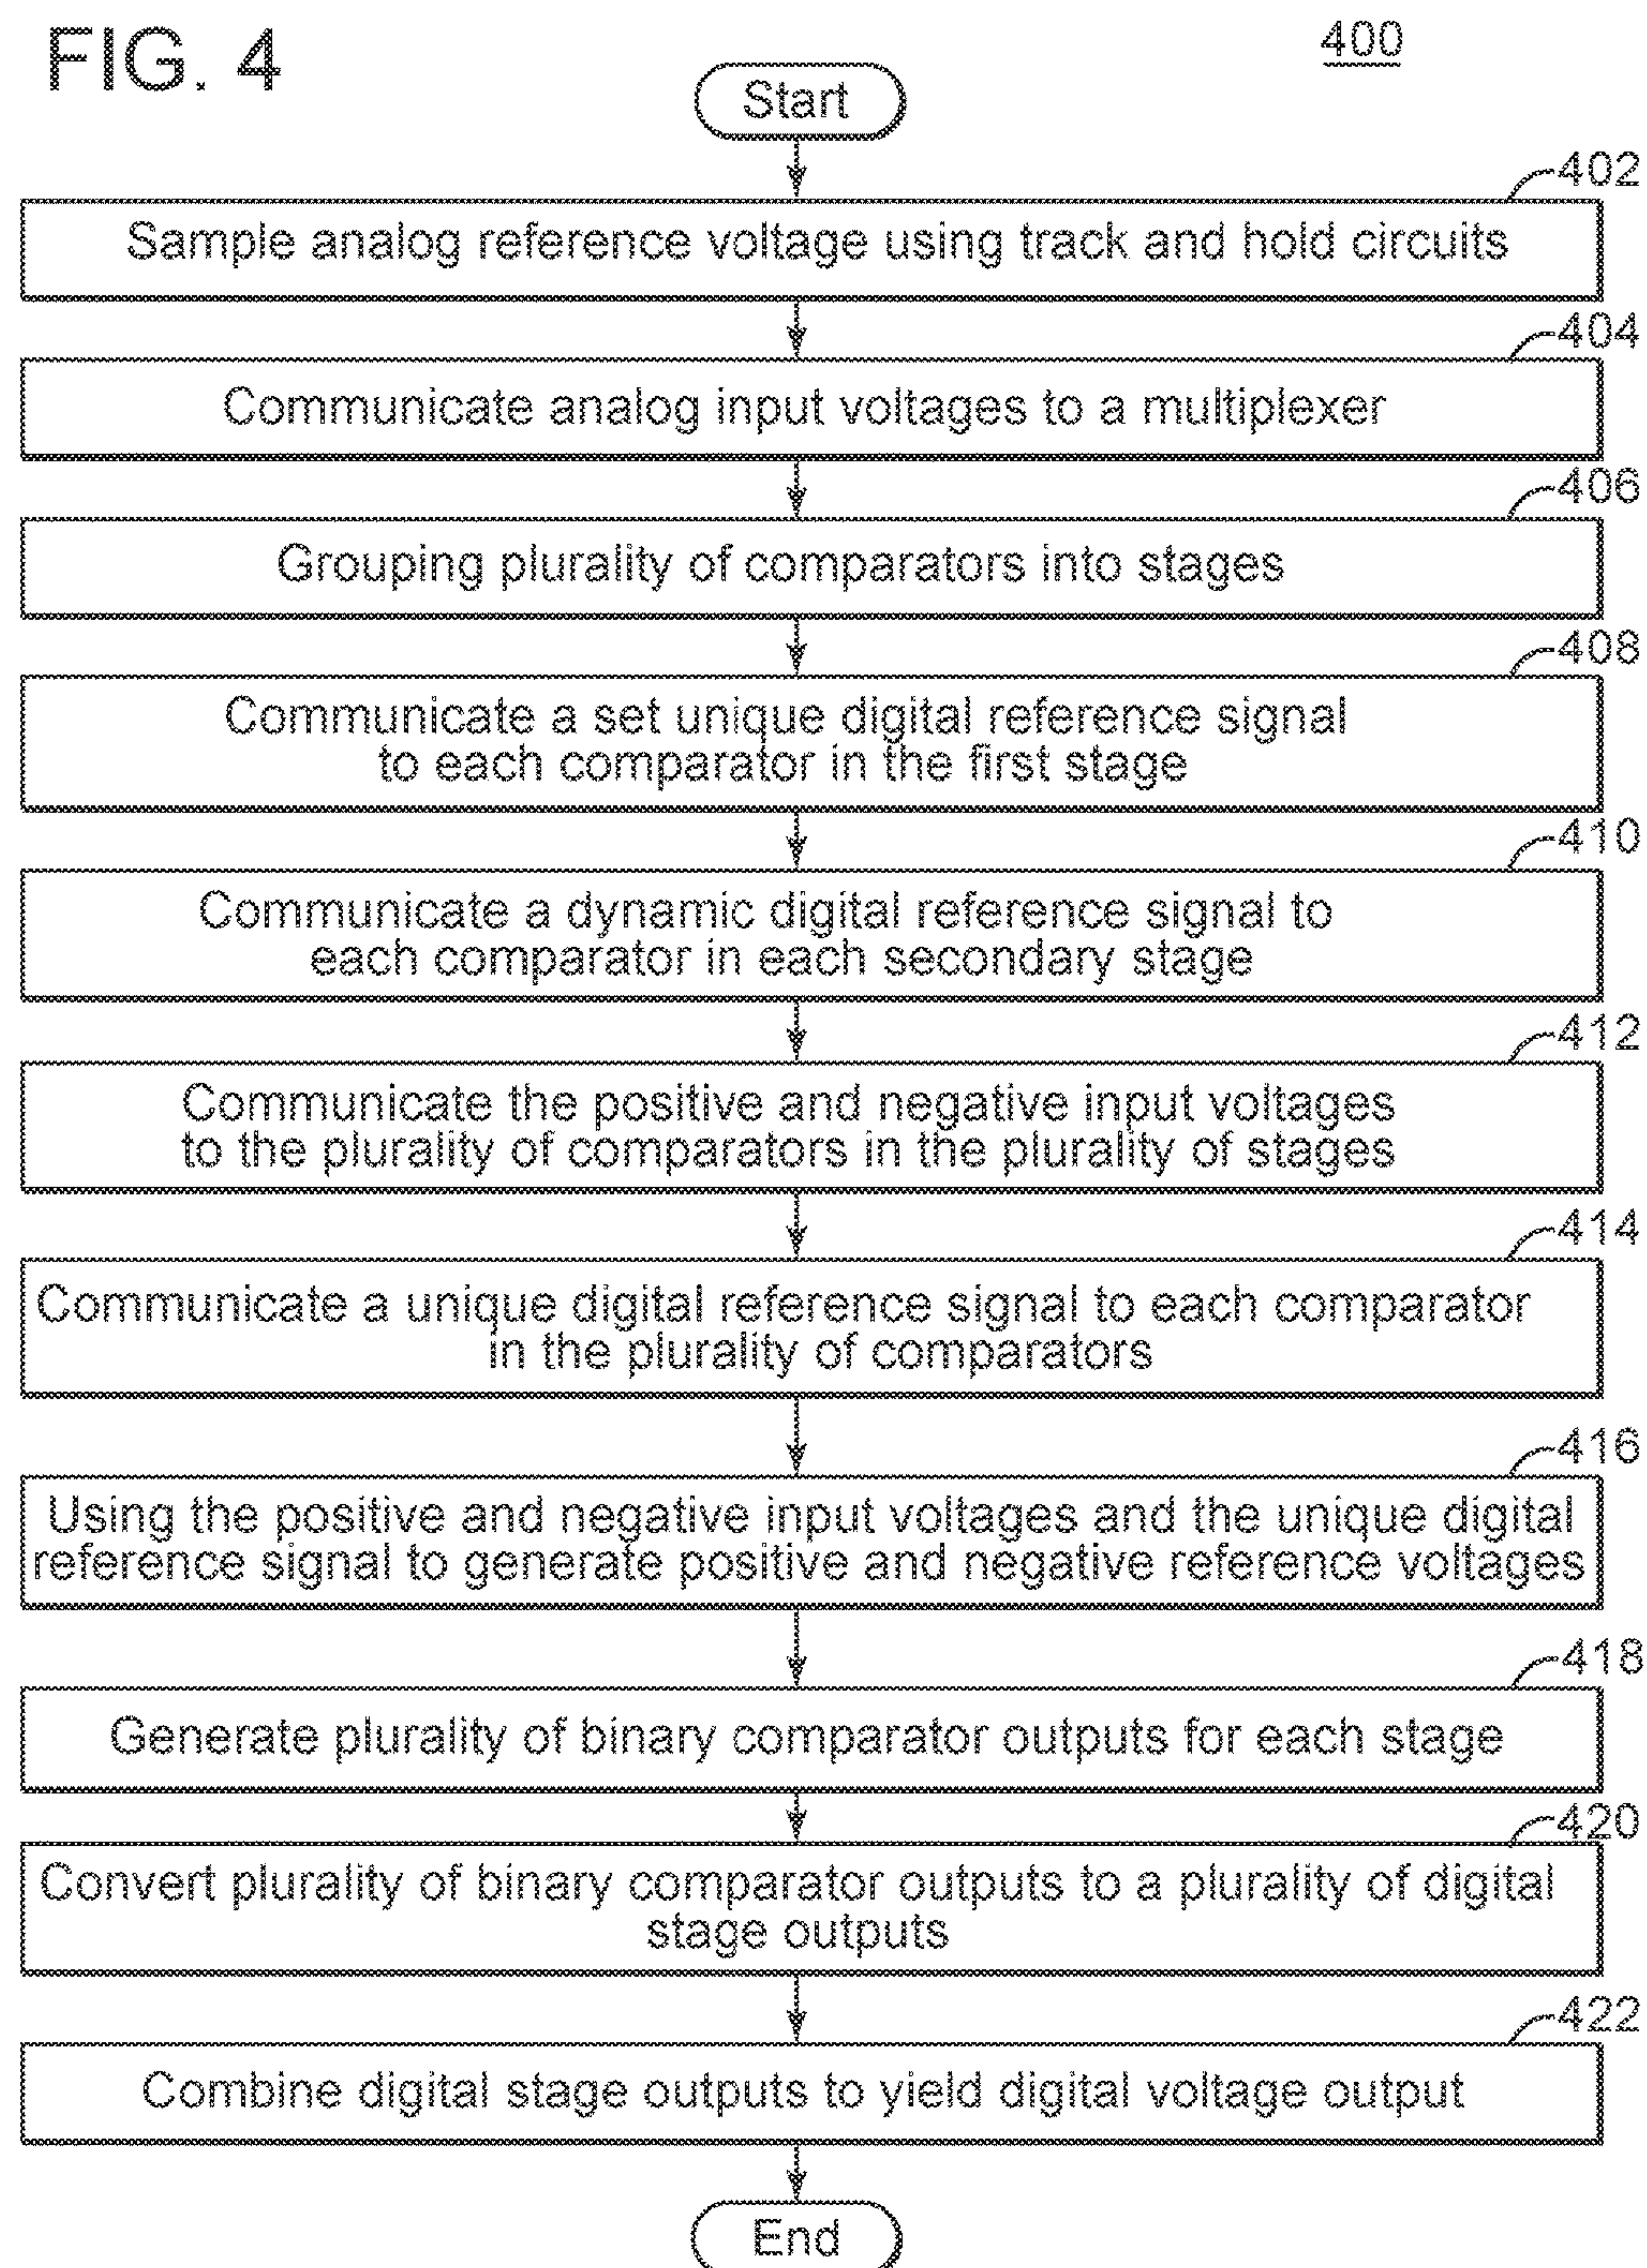 FIG. 4
400
Start
402
Sample analog reference voltage using track and hold circuits
404
Communicate analog input voltages to a multiplexer
406
Grouping plurality of comparators into stages
408
Communicate a set unique digital reference signal
to each comparator in the first stage
410
Communicate a dynamic digital reference signal to
each comparator in each secondary stage
412
Communicate the positive and negative input voltages
to the plurality of comparators in the plurality of stages
414
Communicate a unique digital reference signal to each comparator
in the plurality of comparators
416
Using the positive and negative input voltages and the unique digital
reference signal to generate positive and negative reference voltages
418
Generate plurality of binary comparator outputs for each stage
420
Convert plurality of binary comparator outputs to a plurality of digital
stage outputs
422
Combine digital stage outputs to yield digital voltage output
End